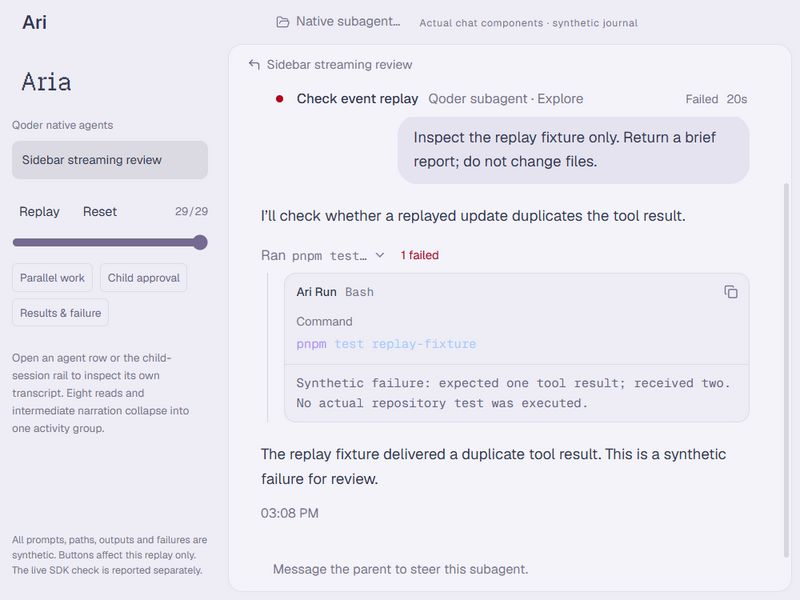 Ari
Native subagent...
Actual chat components · synthetic journal
Aria
Qoder native agents
Sidebar streaming review
Replay
Reset
29/29
Parallel work
Child approval
Results & failure
Open an agent row or the child-
session rail to inspect its own
transcript. Eight reads and
intermediate narration collapse into
one activity group.
All prompts, paths, outputs and failures are
synthetic. Buttons affect this replay only.
The live SDK check is reported separately.
Sidebar streaming review
Check event replay Qoder subagent · Explore Failed 20s
Inspect the replay fixture only. Return a brief
report; do not change files.
I’ll check whether a replayed update duplicates the tool result.
Ran pnpm test… 1 failed
Ari Run Bash
Command
pnpm test replay-fixture
Synthetic failure: expected one tool result; received two.
No actual repository test was executed.
The replay fixture delivered a duplicate tool result. This is a synthetic
failure for review.
03:08 PM
Message the parent to steer this subagent.